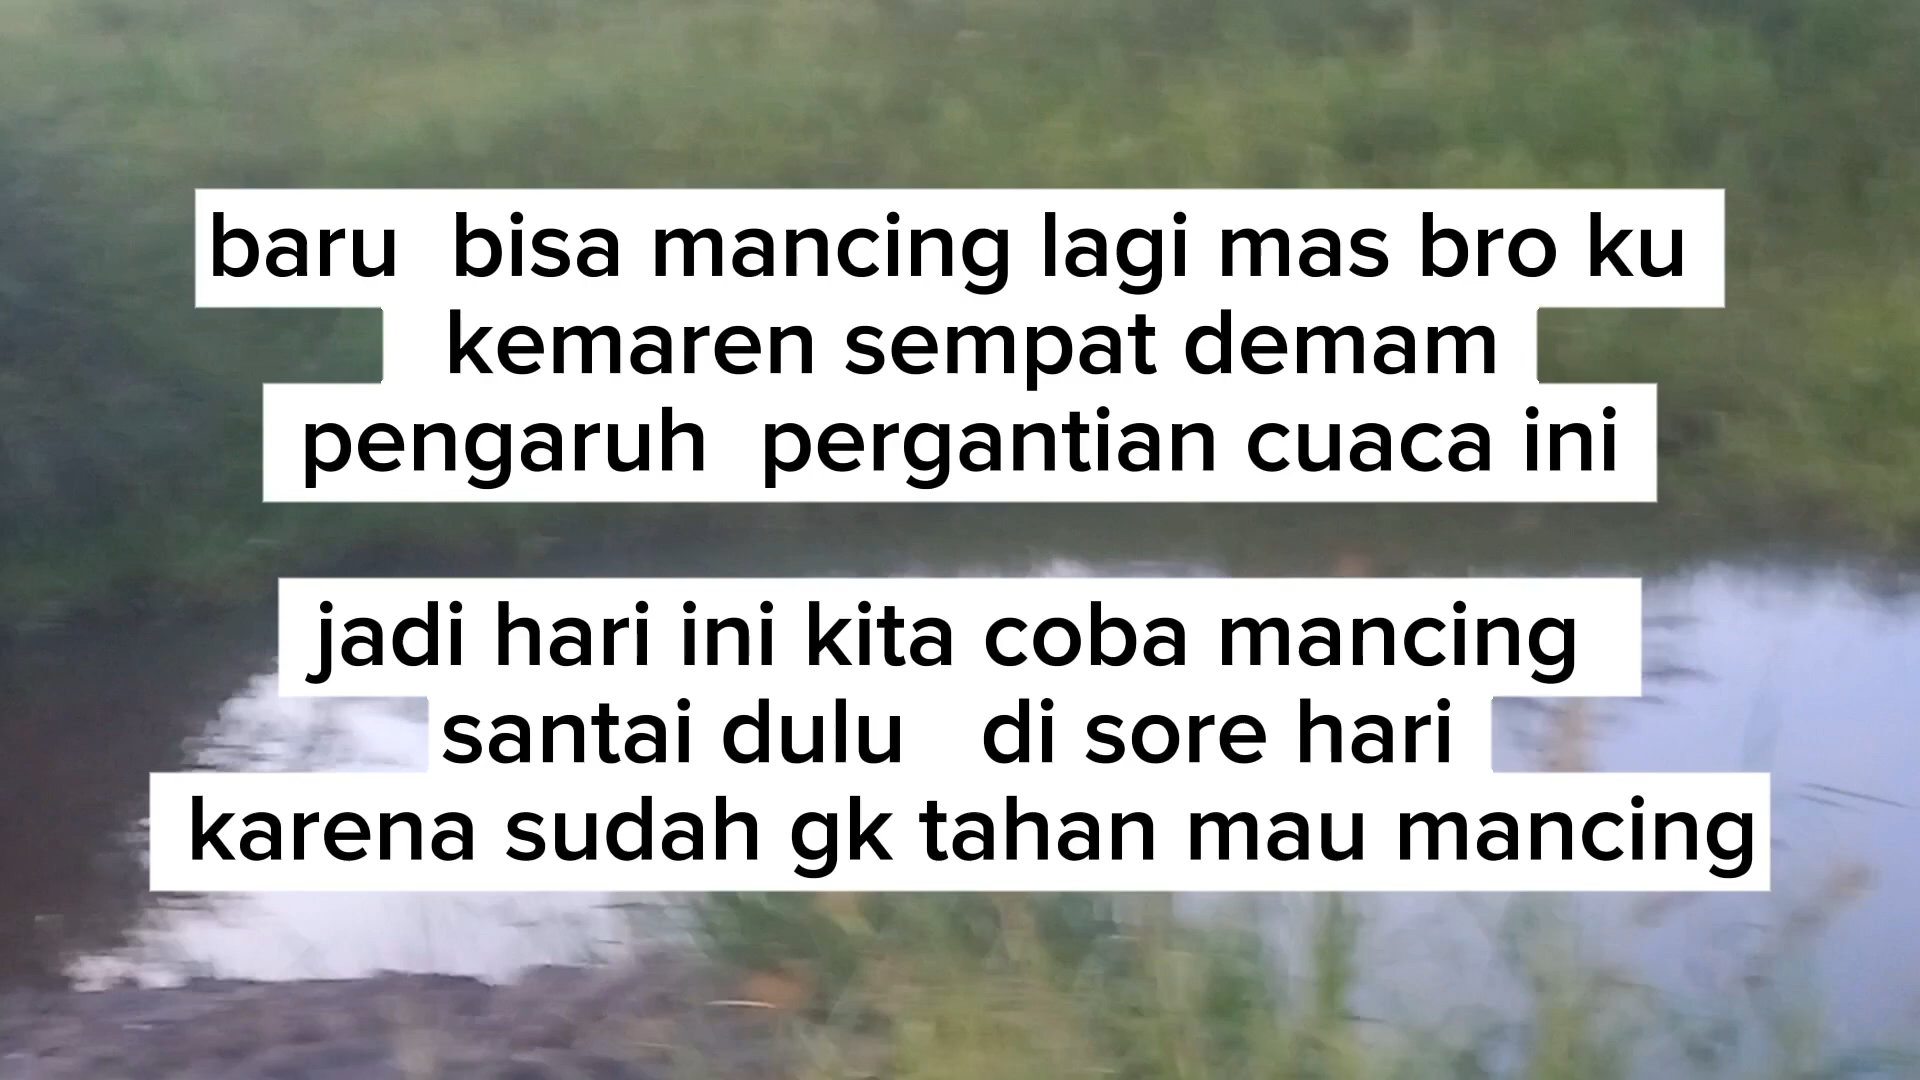 baru  bisa mancing lagi mas bro ku
kemaren sempat demam
pengaruh  pergantian cuaca ini
jadi hari ini kita coba mancing
santai dulu   di sore hari
karena sudah gk tahan mau mancing